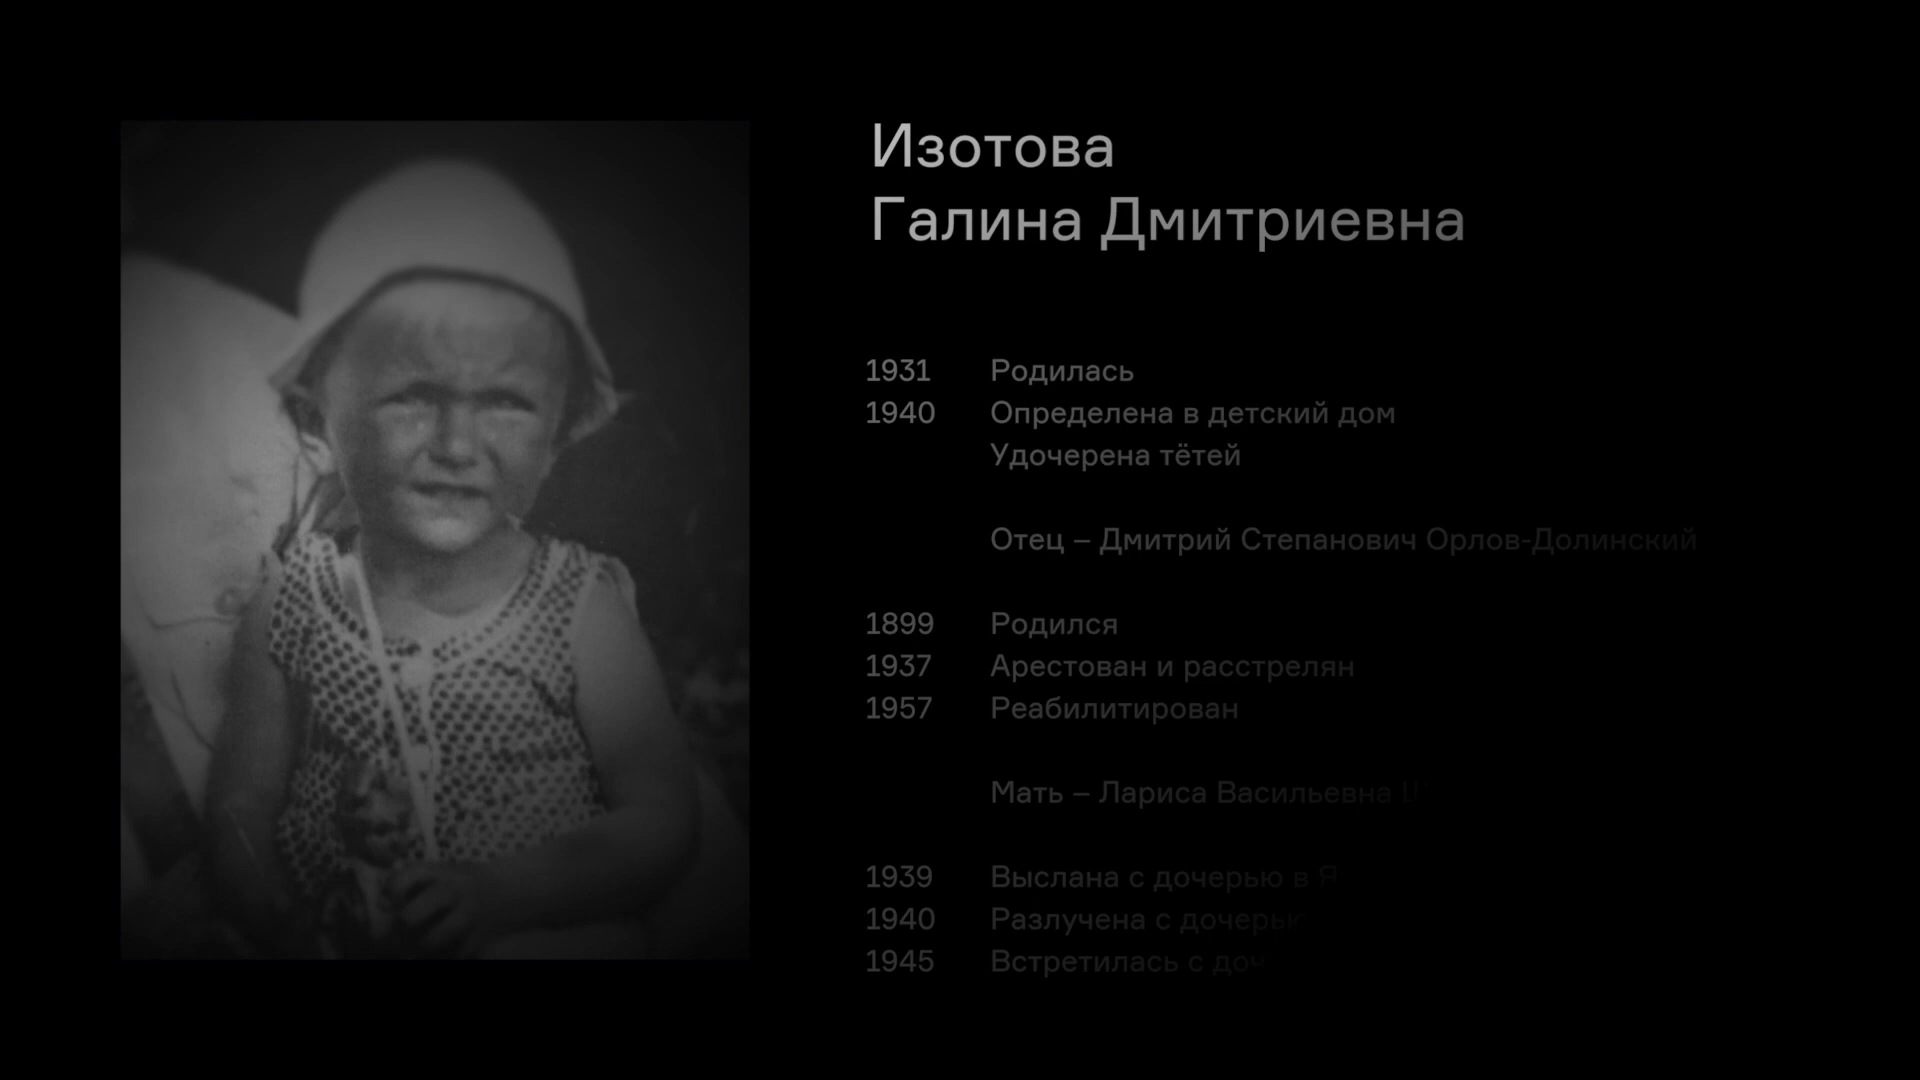 Изотова
Галина Дмитриевна
1931 Родилась
1940 Определена в детский дом
Удочерена тётей
Отец – Дмитрий Степанович Орлов-Долинский
1899 Родился
1937 Арестован и расстрелян
1957 Реабилитирован
Мать – Лариса Васильевна
1939 Выслана с дочерью в
1940 Разлучена с дочерью
1945 Встретилась с